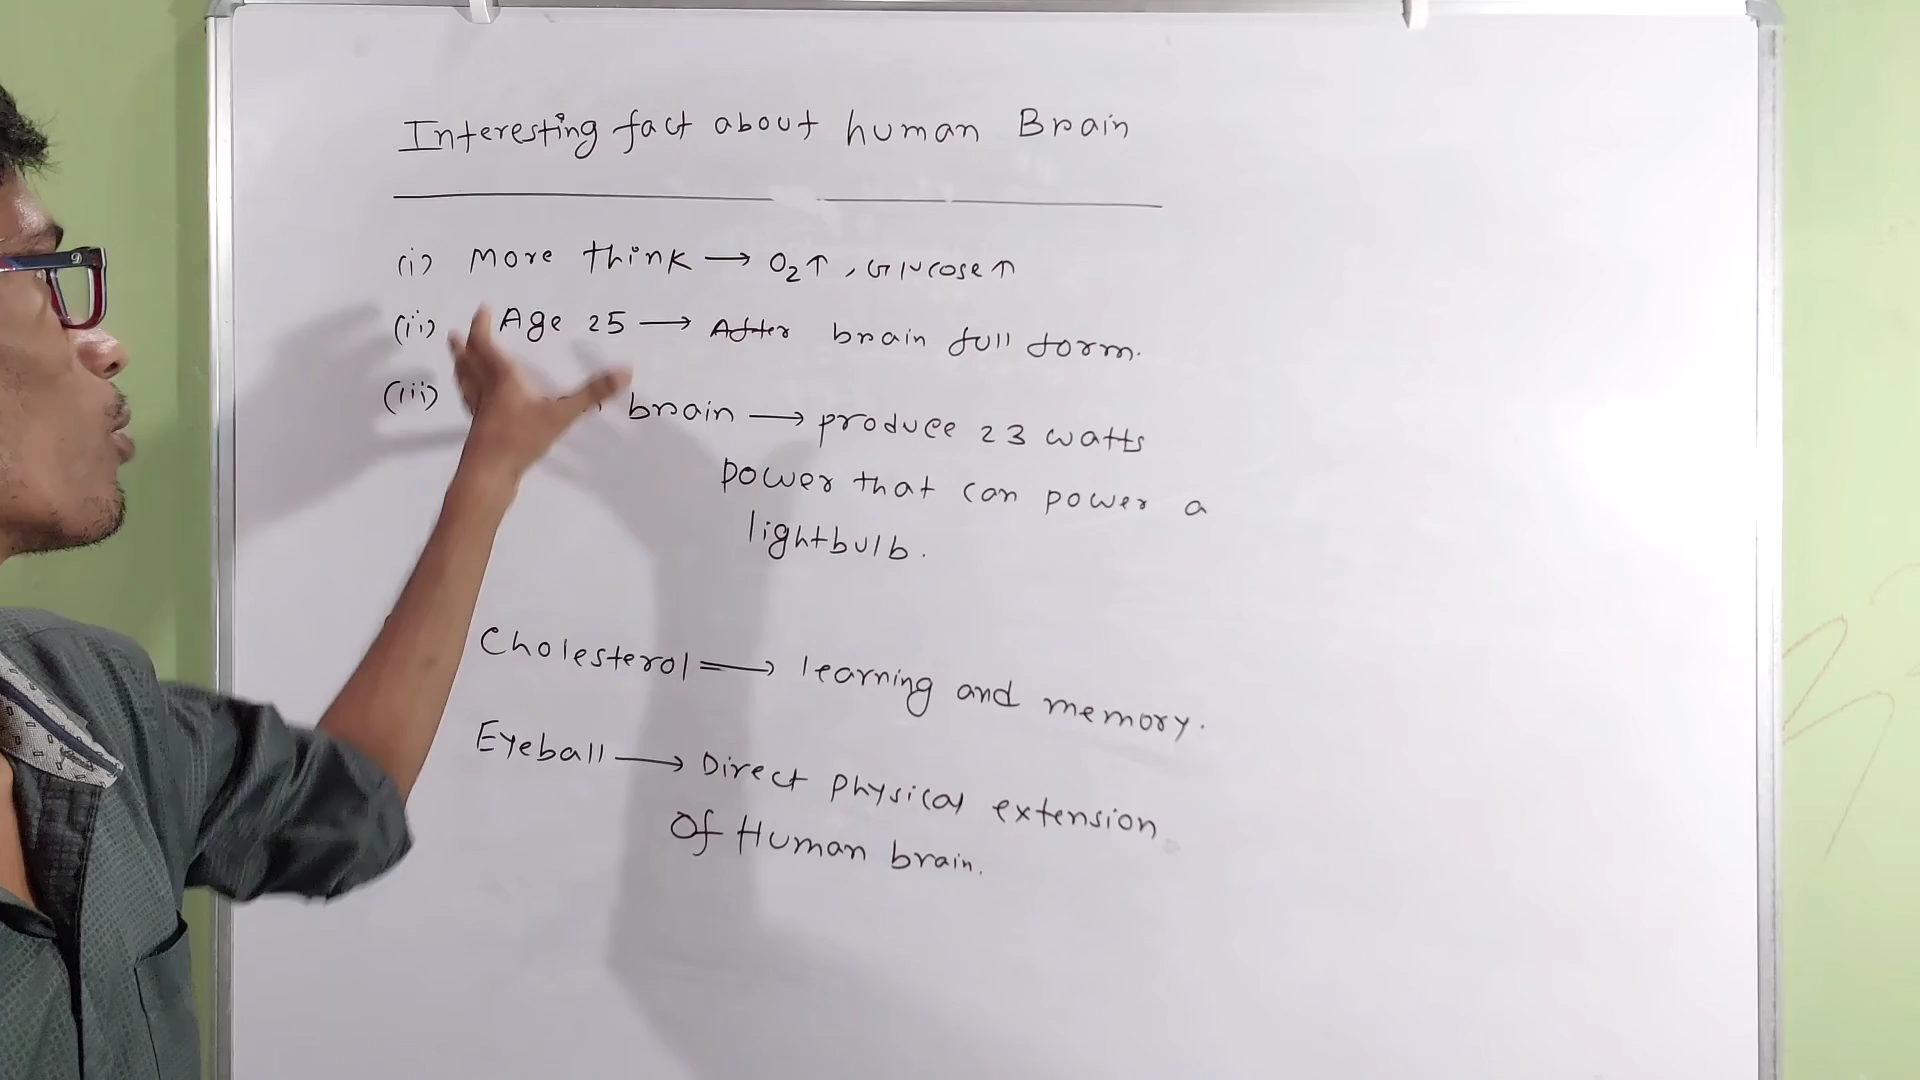 Interesting fact about human Brain
(i) More think → O₂↑, Glucose↑
(ii) Age 25 → After brain full form.
(iii) brain → produce 23 watts
power that can power a
lightbulb.
Cholesterol ⟹ learning and memory.
Eyeball → Direct physical extension
Of Human brain.